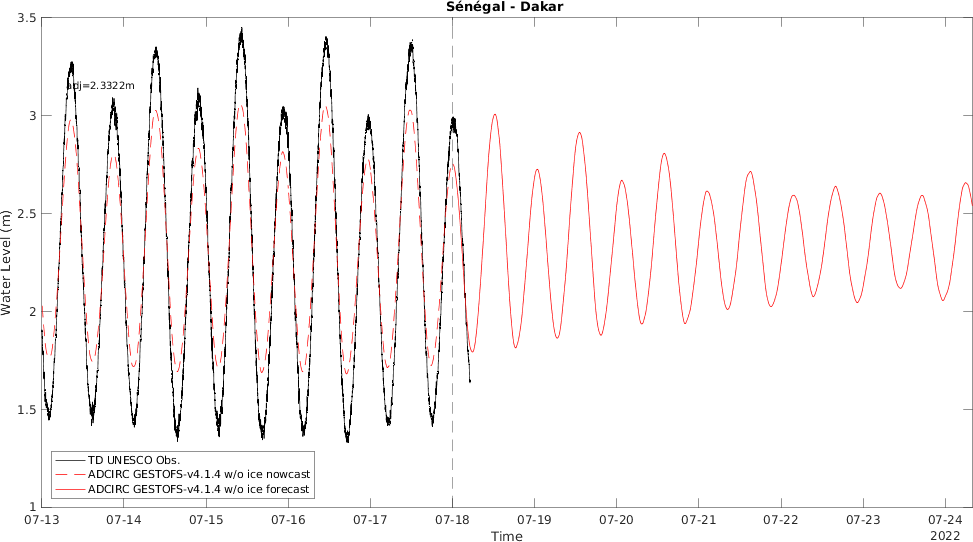 Sénégal - Dakar
3.5
3
2.5
2
1.5
1
Water Level (m)
adj=2.3322m
TD UNESCO Obs.
ADCIRC GESTOFS-v4.1.4 w/o ice nowcast
ADCIRC GESTOFS-v4.1.4 w/o ice forecast
07-13 07-14 07-15 07-16 07-17 07-18 07-19 07-20 07-21 07-22 07-23 07-24
Time
2022